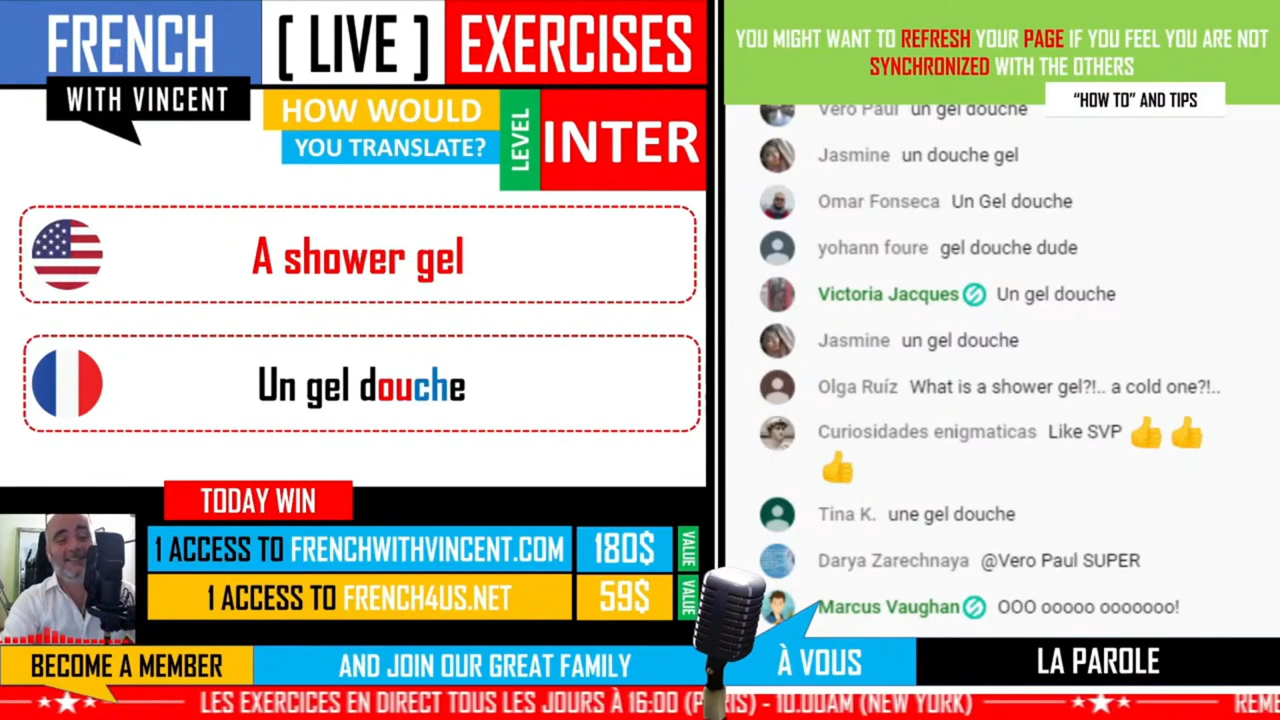 FRENCH
WITH VINCENT
[ LIVE ]
EXERCISES
HOW WOULD
YOU TRANSLATE?
LEVEL
INTER
A shower gel
Un gel douche
TODAY WIN
1 ACCESS TO FRENCHWITHVINCENT.COM
180$
VALUE
1 ACCESS TO FRENCH4US.NET
59$
VALUE
BECOME A MEMBER
AND JOIN OUR GREAT FAMILY
YOU MIGHT WANT TO REFRESH YOUR PAGE IF YOU FEEL YOU ARE NOT
SYNCHRONIZED WITH THE OTHERS
“HOW TO” AND TIPS
Vero Paul un gel douche
Jasmine un douche gel
Omar Fonseca Un Gel douche
yohann foure gel douche dude
Victoria Jacques Un gel douche
Jasmine un gel douche
Olga Ruíz What is a shower gel?!.. a cold one?!..
Curiosidades enigmaticas Like SVP 👍 👍
👍
Tina K. une gel douche
Darya Zarechnaya @Vero Paul SUPER
Marcus Vaughan OOO ooooo ooooooo!
À VOUS
LA PAROLE
LES EXERCICES EN DIRECT TOUS LES JOURS À 16:00 (PARIS) - 10.00AM (NEW YORK)
REME